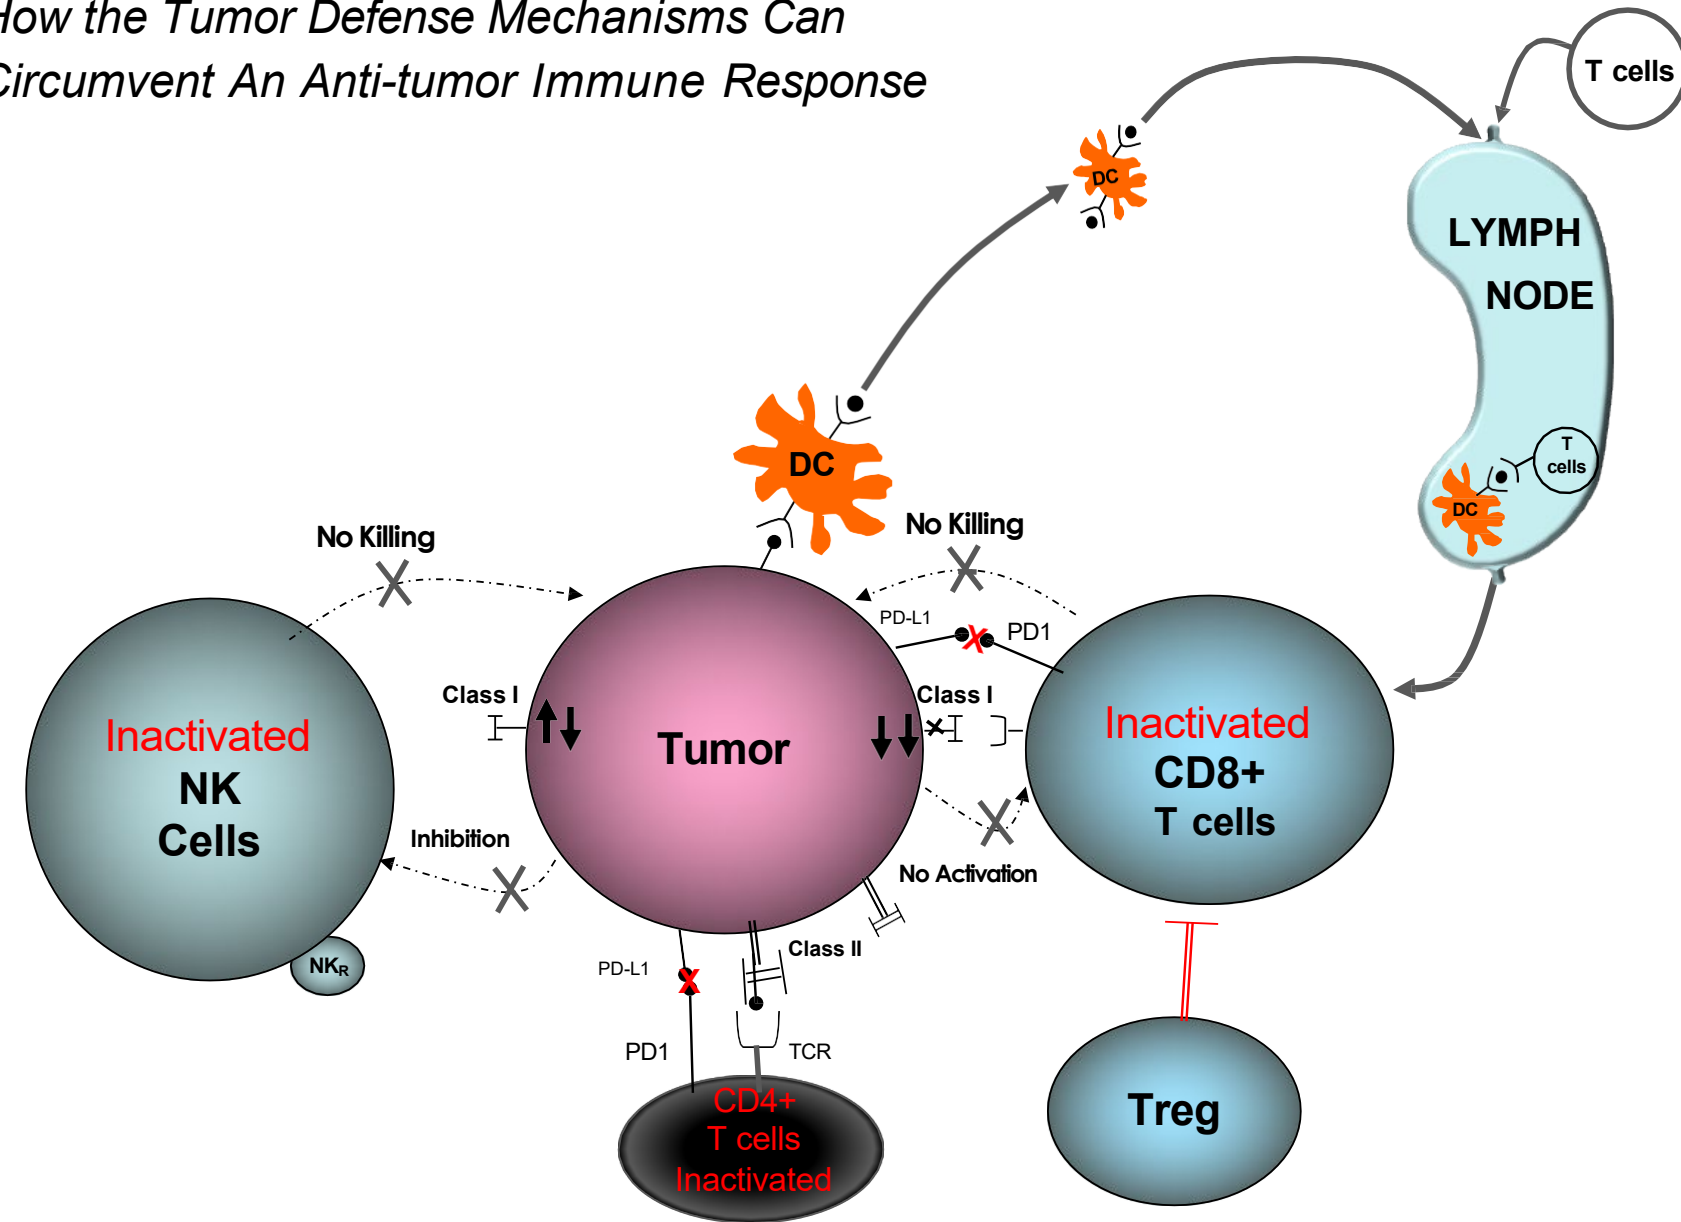 How the Tumor Defense Mechanisms Can
Circumvent An Anti-tumor Immune Response
T cells
DC
LYMPH
NODE
T
cells
DC
DC
No Killing
No Killing
PD-L1
PD1
Class I
Class I
Inactivated
NK
Cells
Tumor
Inactivated
CD8+
T cells
Inhibition
No Activation
NKR
Class II
PD-L1
PD1
TCR
CD4+
T cells
Inactivated
Treg